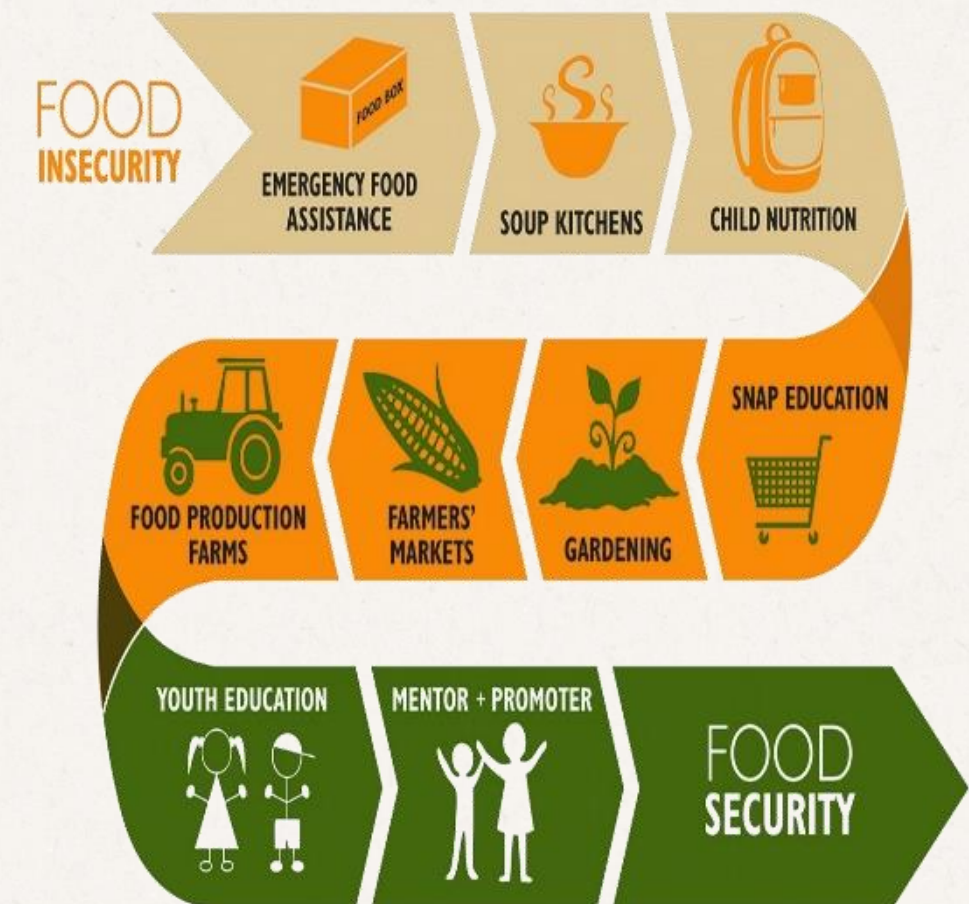 FOOD
INSECURITY
FOOD BOX
EMERGENCY FOOD
ASSISTANCE
SOUP KITCHENS
CHILD NUTRITION
SNAP EDUCATION
GARDENING
FARMERS'
MARKETS
FOOD PRODUCTION
FARMS
YOUTH EDUCATION
MENTOR + PROMOTER
FOOD
SECURITY